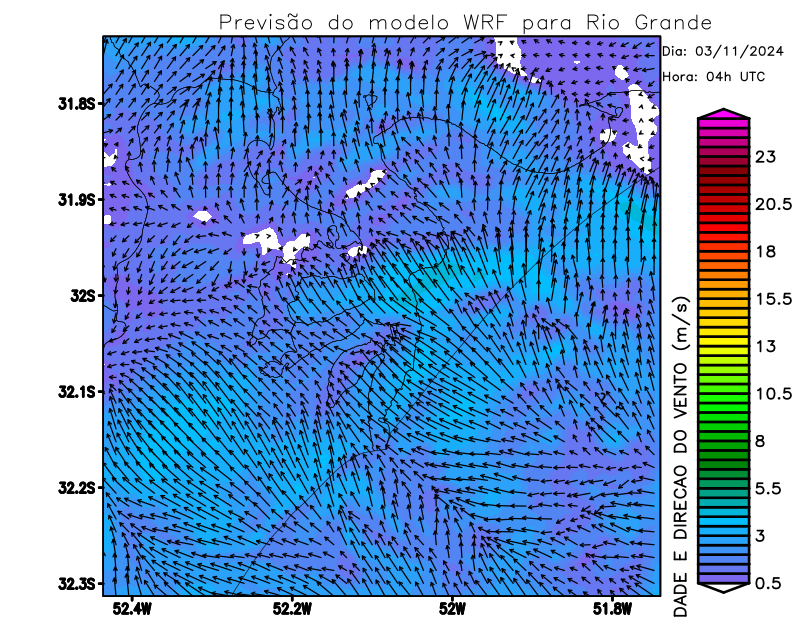 Previsão do modelo WRF para Rio Grande
Dia: 03/11/2024
Hora: 04h UTC
31.8S
31.9S
32S
32.1S
32.2S
32.3S
52.4W
52.2W
52W
51.8W
23
20.5
18
15.5
13
10.5
8
5.5
3
0.5
DADE E DIRECAO DO VENTO (m/s)